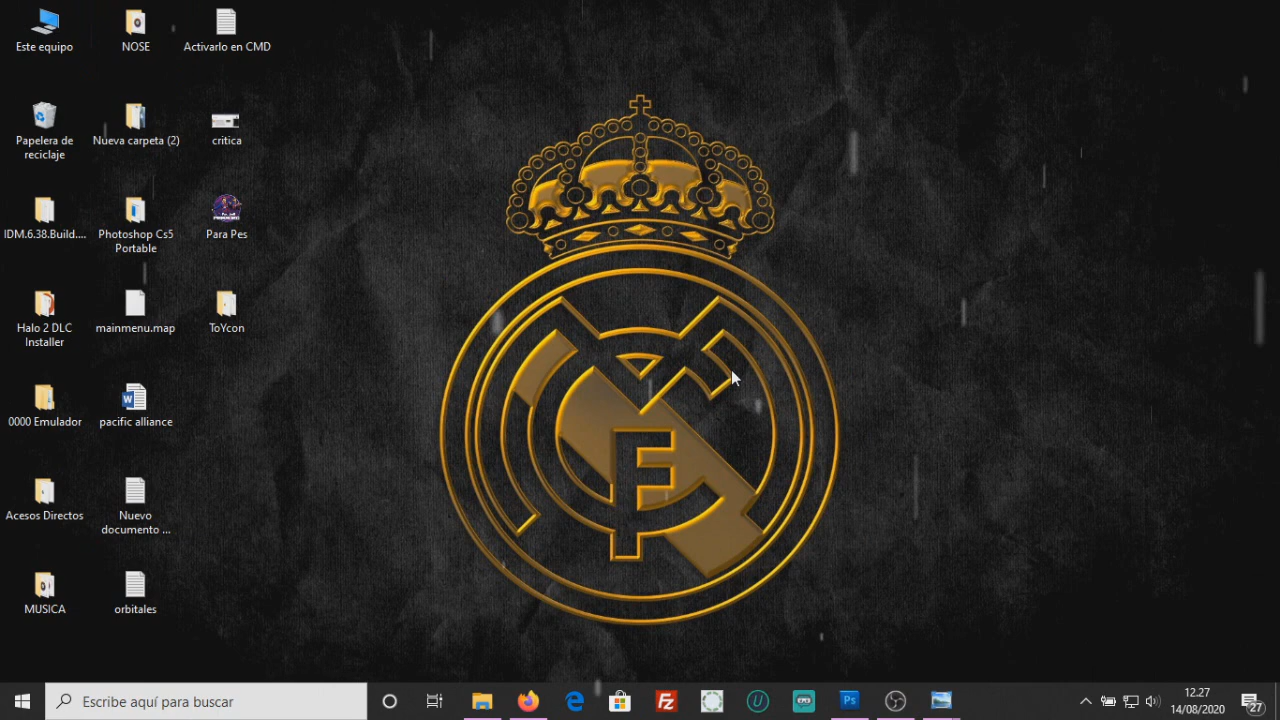 Este equipo
NOSE
Activarlo en CMD
Papelera de
reciclaje
Nueva carpeta (2)
critica
IDM.6.38.Build....
Photoshop Cs5
Portable
Para Pes
Halo 2 DLC
Installer
mainmenu.map
ToYcon
0000 Emulador
pacific alliance
Acesos Directos
Nuevo
documento ...
MUSICA
orbitales
Escribe aquí para buscar
Ps
12.27
14/08/2020
27